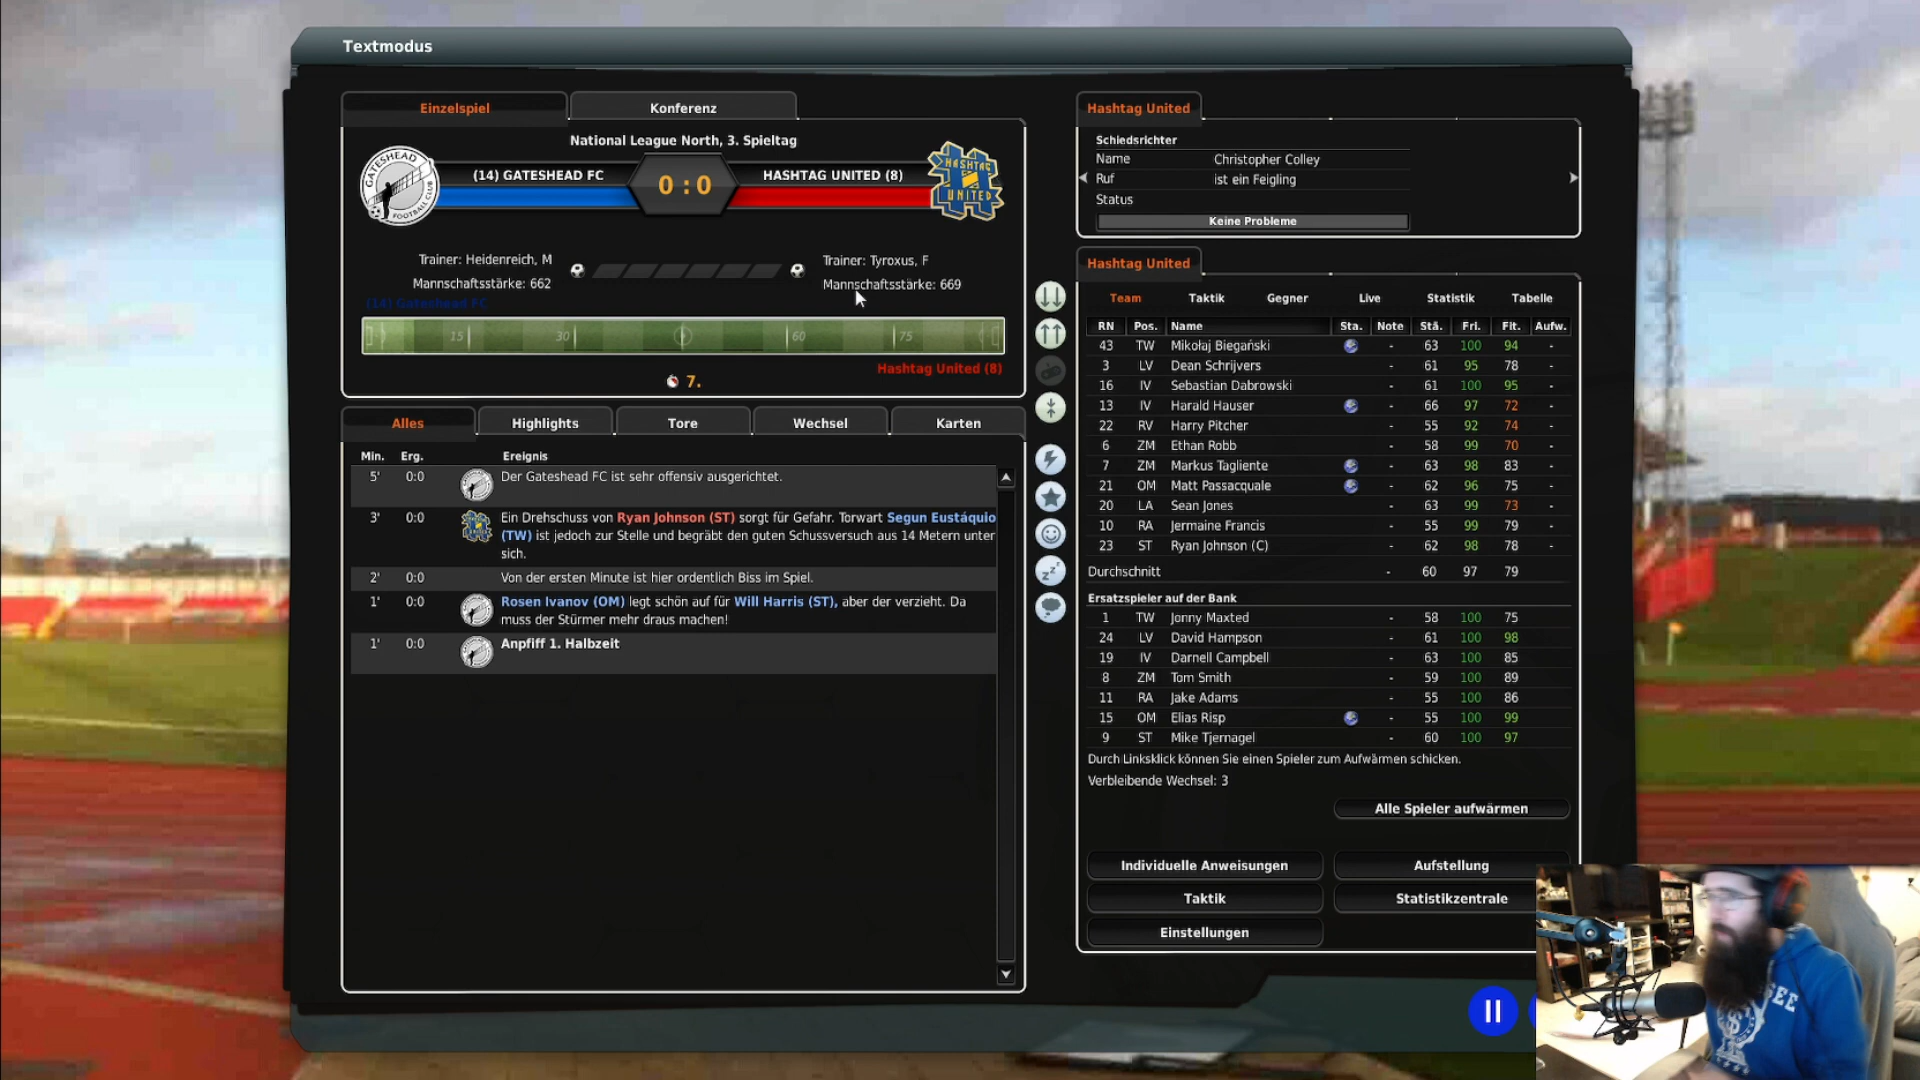 Textmodus
Einzelspiel
Konferenz
National League North, 3. Spieltag
GATESHEAD
FOOTBALL CLUB
(14) GATESHEAD FC
0 : 0
HASHTAG UNITED (8)
HASHTAG
UNITED
Trainer: Heidenreich, M
Mannschaftsstärke: 662
Trainer: Tyroxus, F
Mannschaftsstärke: 669
(14) Gateshead FC
15
30
60
75
Hashtag United (8)
7.
Alles
Highlights
Tore
Wechsel
Karten
Min. Erg. Ereignis
5' 0:0 Der Gateshead FC ist sehr offensiv ausgerichtet.
3' 0:0 Ein Drehschuss von Ryan Johnson (ST) sorgt für Gefahr. Torwart Segun Eustáquio
(TW) ist jedoch zur Stelle und begräbt den guten Schussversuch aus 14 Metern unter
sich.
2' 0:0 Von der ersten Minute ist hier ordentlich Biss im Spiel.
1' 0:0 Rosen Ivanov (OM) legt schön auf für Will Harris (ST), aber der verzieht. Da
muss der Stürmer mehr draus machen!
1' 0:0 Anpfiff 1. Halbzeit
Hashtag United
Schiedsrichter
Name Christopher Colley
Ruf ist ein Feigling
Status
Keine Probleme
Hashtag United
Team Taktik Gegner Live Statistik Tabelle
RN Pos. Name Sta. Note Stä. Fri. Fit. Aufw.
43 TW Mikołaj Biegański - 63 100 94 -
3 LV Dean Schrijvers - 61 95 78 -
16 IV Sebastian Dabrowski - 61 100 95 -
13 IV Harald Hauser - 66 97 72 -
22 RV Harry Pitcher - 55 92 74 -
6 ZM Ethan Robb - 58 99 70 -
7 ZM Markus Tagliente - 63 98 83 -
21 OM Matt Passacquale - 62 96 75 -
20 LA Sean Jones - 63 99 73 -
10 RA Jermaine Francis - 55 99 79 -
23 ST Ryan Johnson (C) - 62 98 78 -
Durchschnitt - 60 97 79
Ersatzspieler auf der Bank
1 TW Jonny Maxted - 58 100 75
24 LV David Hampson - 61 100 98
19 IV Darnell Campbell - 63 100 85
8 ZM Tom Smith - 59 100 89
11 RA Jake Adams - 55 100 86
15 OM Elias Risp - 55 100 99
9 ST Mike Tjernagel - 60 100 97
Durch Linksklick können Sie einen Spieler zum Aufwärmen schicken.
Verbleibende Wechsel: 3
Alle Spieler aufwärmen
Individuelle Anweisungen
Aufstellung
Taktik
Statistikzentrale
Einstellungen